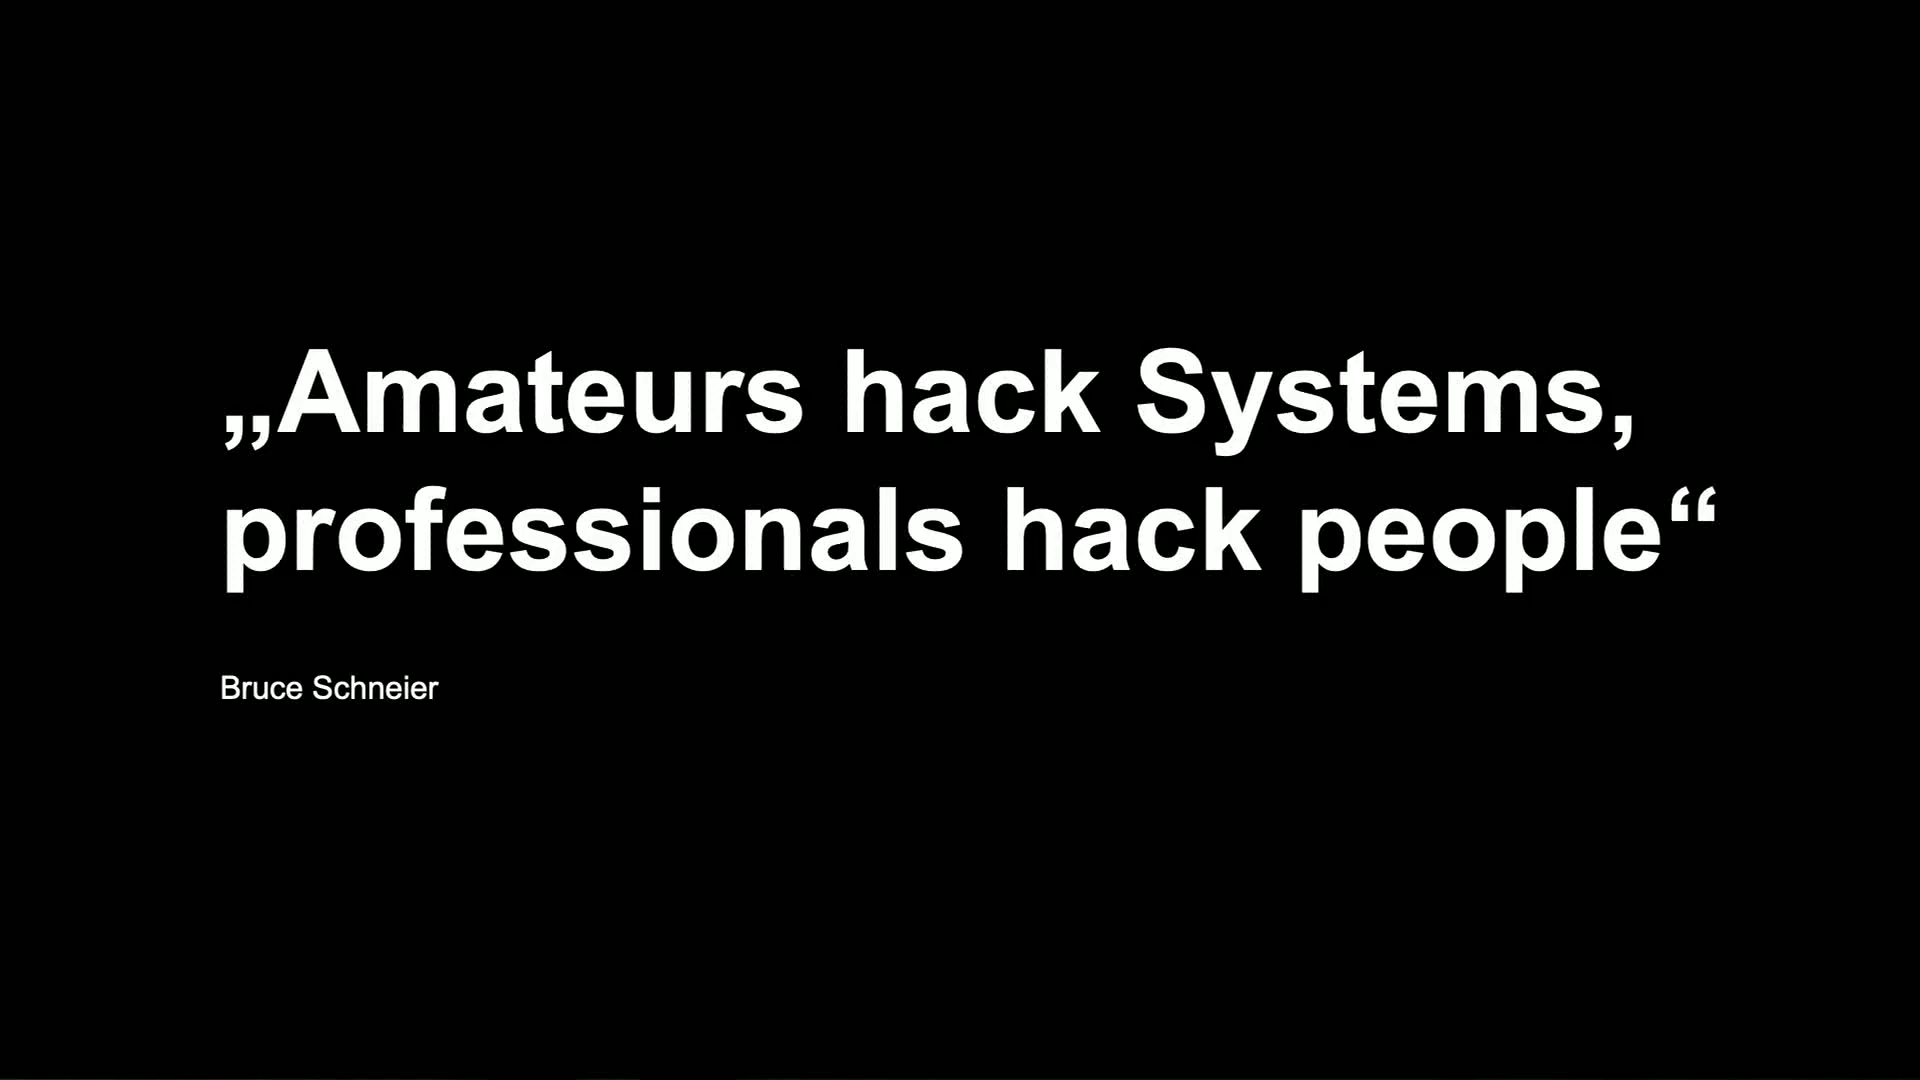 „Amateurs hack Systems,
professionals hack people“
Bruce Schneier